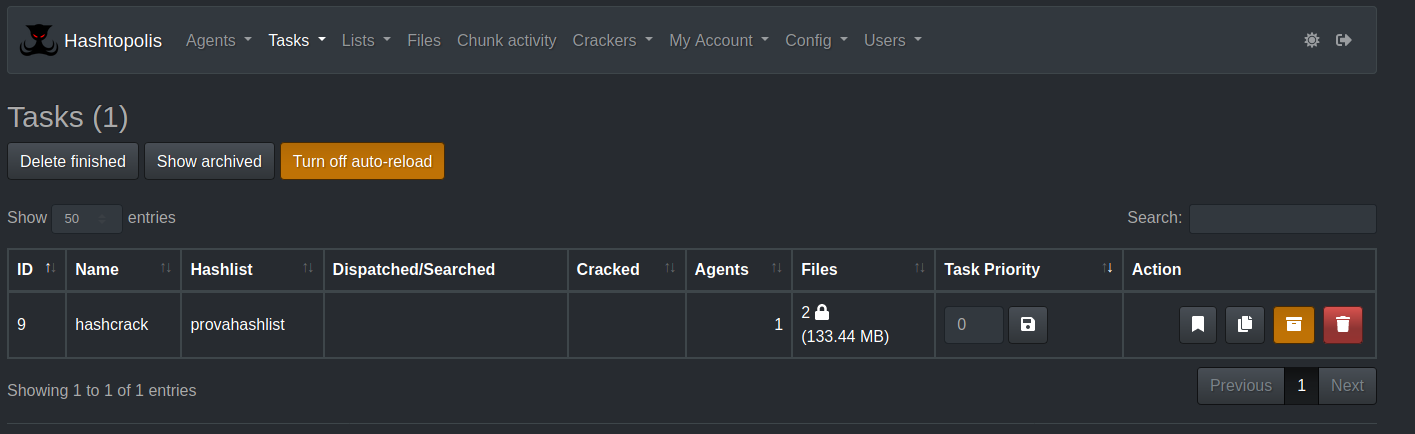 Hashtopolis Agents Tasks Lists Files Chunk activity Crackers My Account Config Users
Tasks (1)
Delete finished Show archived Turn off auto-reload
Show 50 entries Search:
ID Name Hashlist Dispatched/Searched Cracked Agents Files Task Priority Action
9 hashcrack provahashlist 1 2 0
(133.44 MB)
Showing 1 to 1 of 1 entries Previous 1 Next